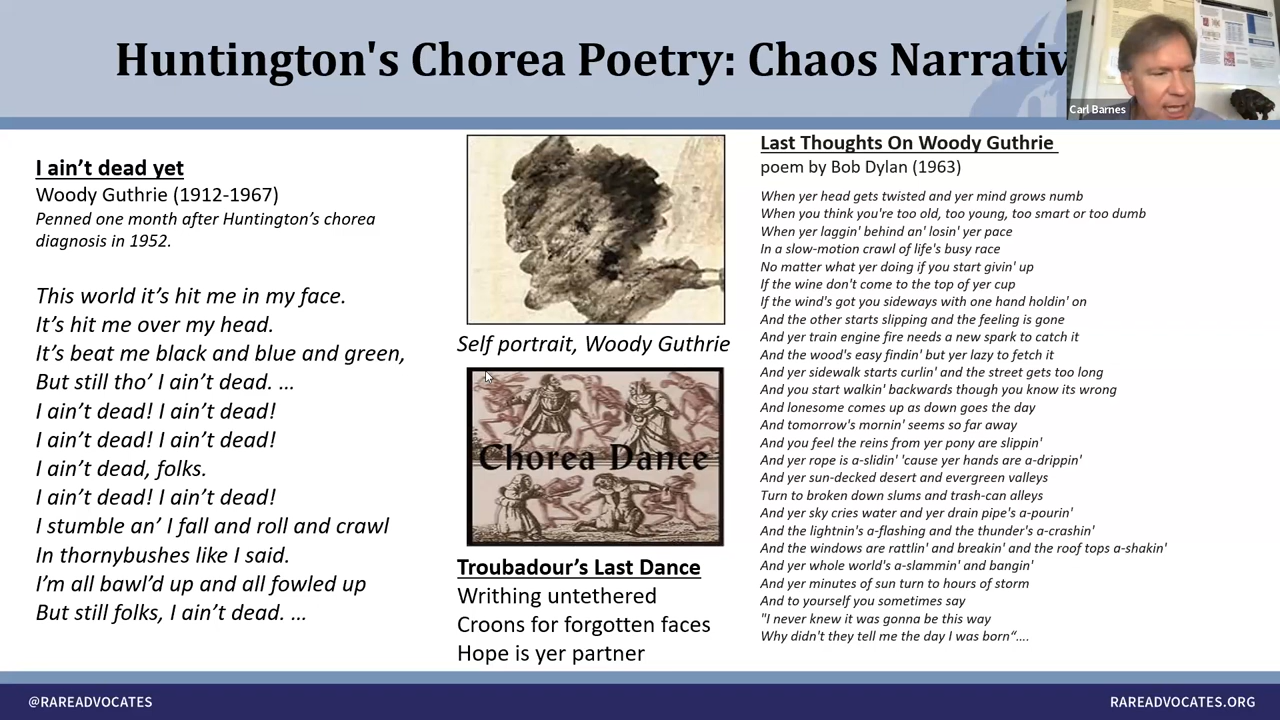 Huntington's Chorea Poetry: Chaos Narrativ
Carl Barnes
I ain't dead yet
Woody Guthrie (1912-1967)
Penned one month after Huntington's chorea
diagnosis in 1952.
This world it's hit me in my face.
It's hit me over my head.
It's beat me black and blue and green,
But still tho' I ain't dead. …
I ain't dead! I ain't dead!
I ain't dead! I ain't dead!
I ain't dead, folks.
I ain't dead! I ain't dead!
I stumble an' I fall and roll and crawl
In thornybushes like I said.
I'm all bawl'd up and all fowled up
But still folks, I ain't dead. …
Self portrait, Woody Guthrie
Chorea Dance
Troubadour's Last Dance
Writhing untethered
Croons for forgotten faces
Hope is yer partner
Last Thoughts On Woody Guthrie
poem by Bob Dylan (1963)
When yer head gets twisted and yer mind grows numb
When you think you're too old, too young, too smart or too dumb
When yer laggin' behind an' losin' yer pace
In a slow-motion crawl of life's busy race
No matter what yer doing if you start givin' up
If the wine don't come to the top of yer cup
If the wind's got you sideways with one hand holdin' on
And the other starts slipping and the feeling is gone
And yer train engine fire needs a new spark to catch it
And the wood's easy findin' but yer lazy to fetch it
And yer sidewalk starts curlin' and the street gets too long
And you start walkin' backwards though you know its wrong
And lonesome comes up as down goes the day
And tomorrow's mornin' seems so far away
And you feel the reins from yer pony are slippin'
And yer rope is a-slidin' 'cause yer hands are a-drippin'
And yer sun-decked desert and evergreen valleys
Turn to broken down slums and trash-can alleys
And yer sky cries water and yer drain pipe's a-pourin'
And the lightnin's a-flashing and the thunder's a-crashin'
And the windows are rattlin' and breakin' and the roof tops a-shakin'
And yer whole world's a-slammin' and bangin'
And yer minutes of sun turn to hours of storm
And to yourself you sometimes say
"I never knew it was gonna be this way
Why didn't they tell me the day I was born“….
@RAREADVOCATES
RAREADVOCATES.ORG